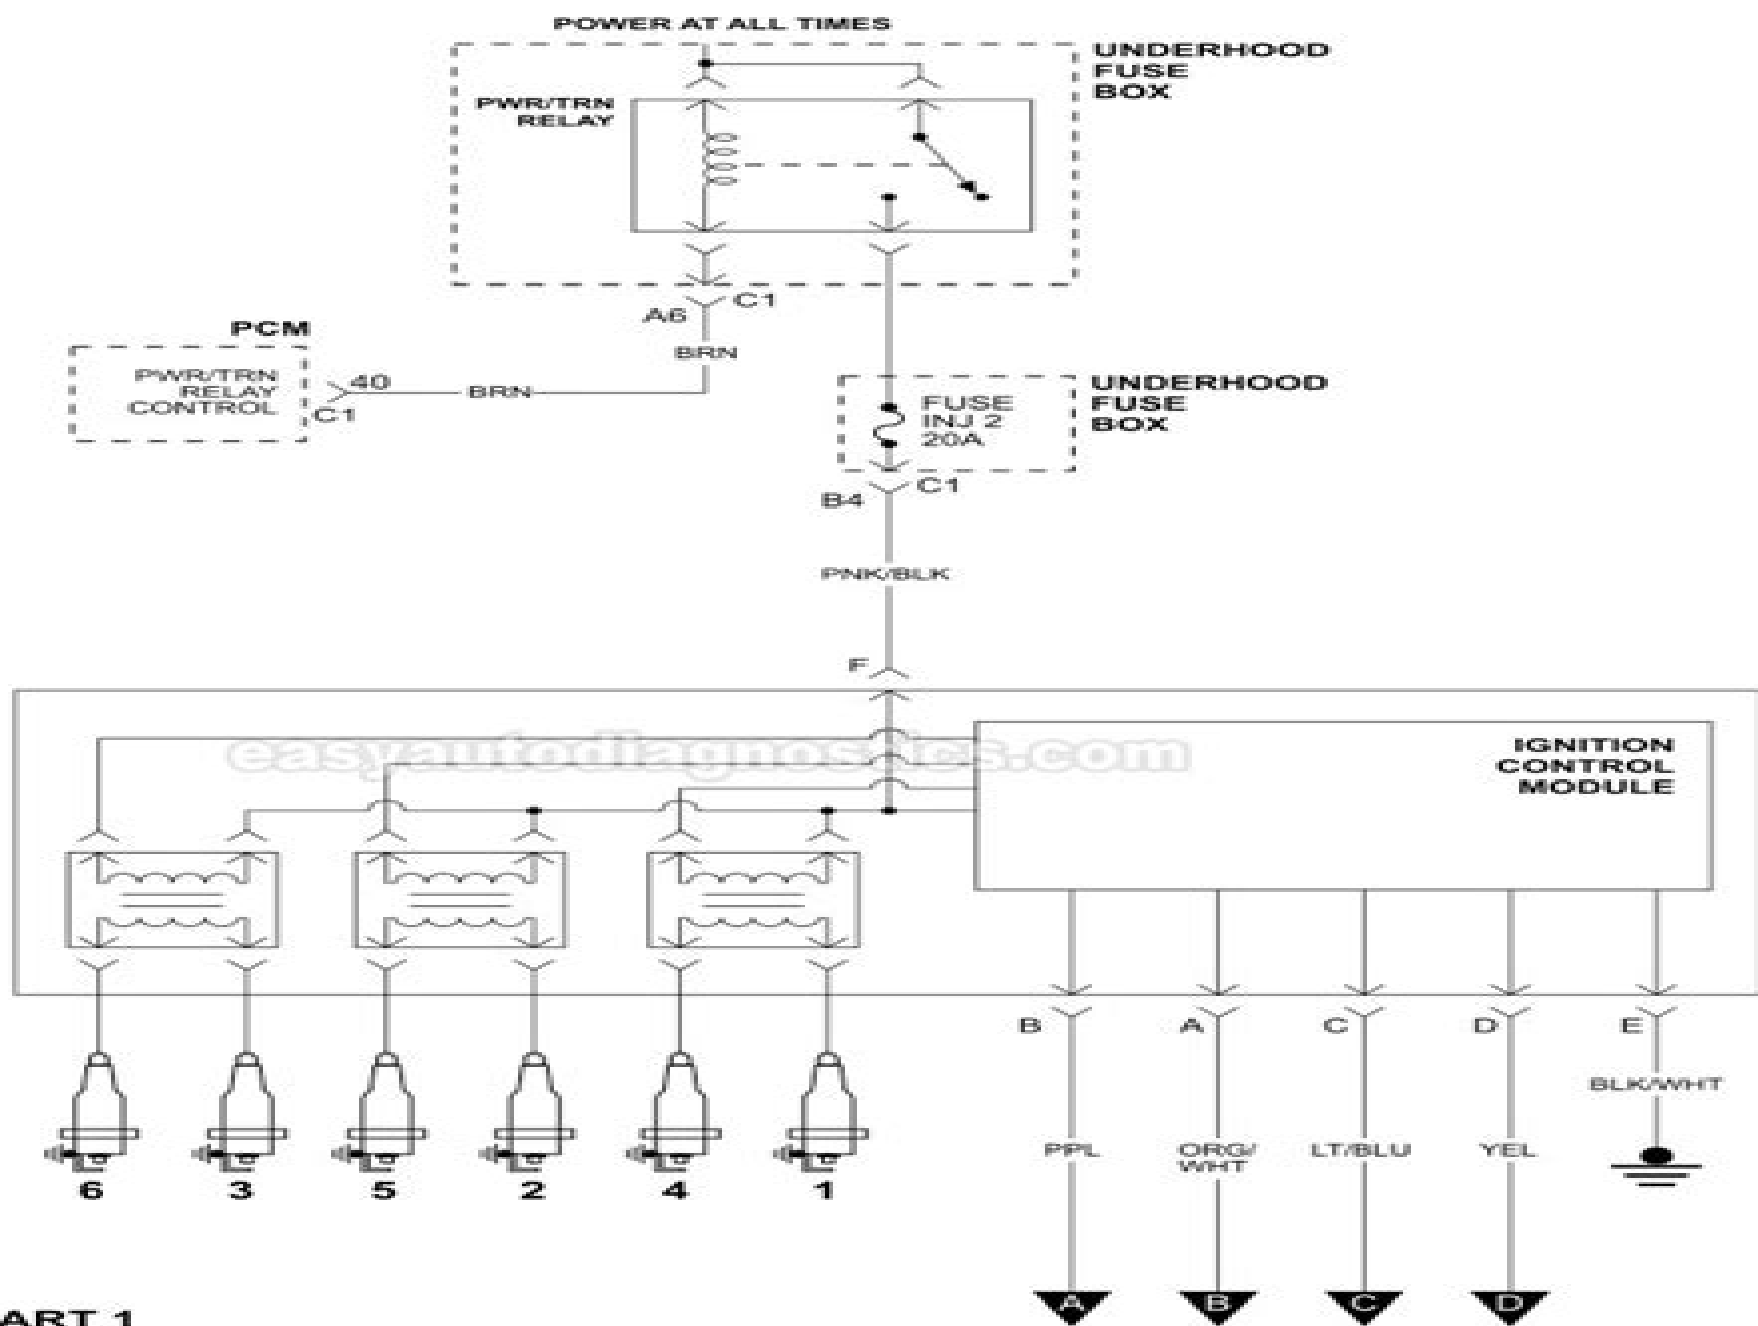 POWER AT ALL TIMES
UNDERHOOD
FUSE
BOX
PWR/TRN
RELAY
C1
A6
BRN
PCM
PWR/TRN
RELAY
CONTROL
40
C1
BRN
FUSE
INJ 2
20A
UNDERHOOD
FUSE
BOX
C1
B4
PNK/BLK
F
easyautodiagnostics.com
IGNITION
CONTROL
MODULE
B
A
C
D
E
BLK/WHT
PPL
ORG/
WHT
LT/BLU
YEL
6
3
5
2
4
1
A
B
C
D
ART 1